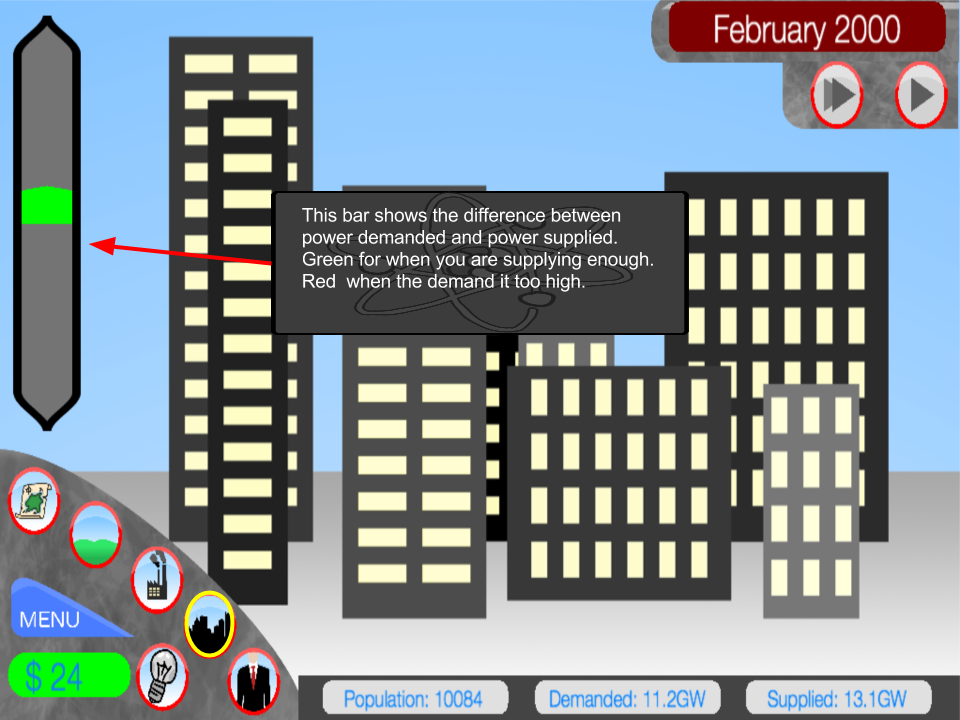 February 2000
This bar shows the difference between
power demanded and power supplied.
Green for when you are supplying enough.
Red  when the demand it too high.
MENU
$ 24
Population: 10084
Demanded: 11.2GW
Supplied: 13.1GW